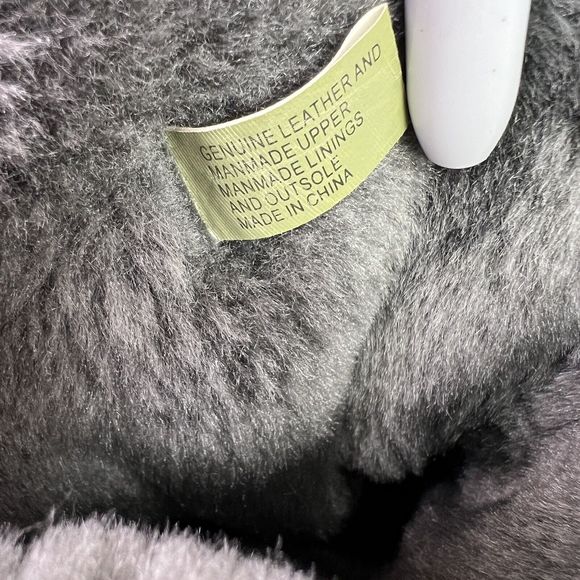 GENUINE LEATHER AND
MANMADE UPPER
MANMADE LININGS
AND OUTSOLE
MADE IN CHINA